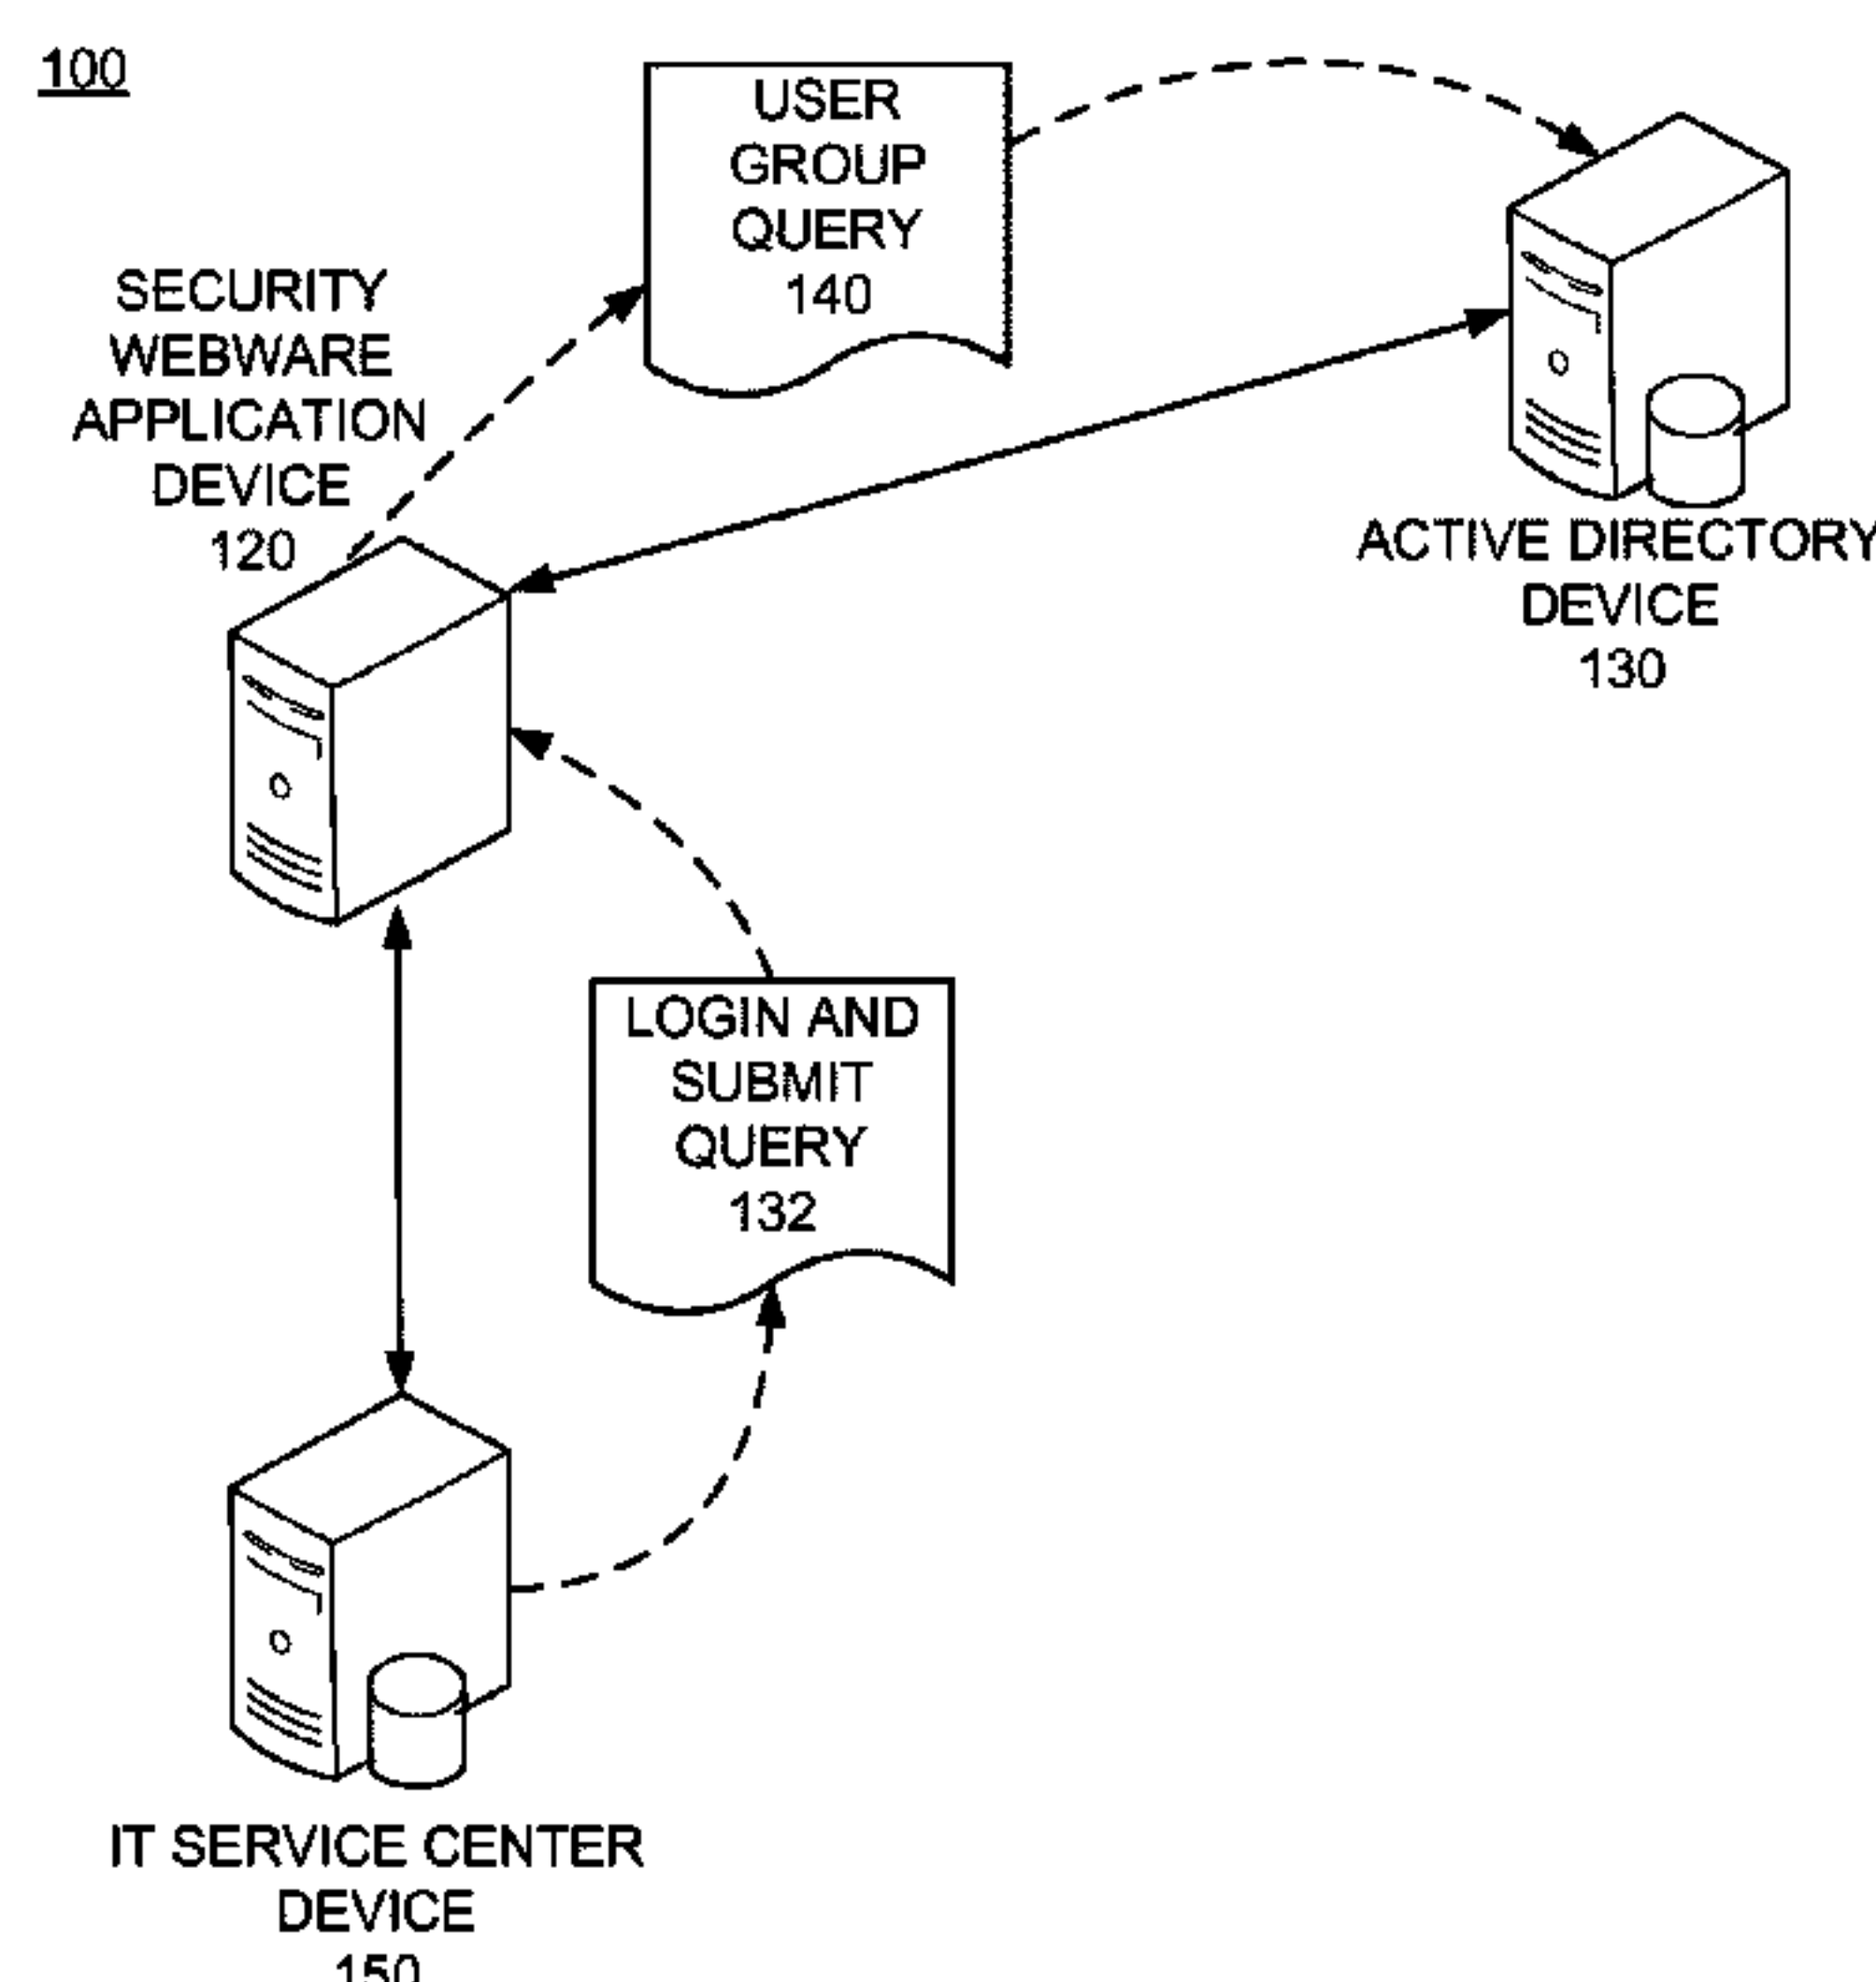 100
USER
GROUP
QUERY
140
SECURITY
WEBWARE
APPLICATION
DEVICE
120
ACTIVE DIRECTORY
DEVICE
130
LOGIN AND
SUBMIT
QUERY
132
IT SERVICE CENTER
DEVICE
150